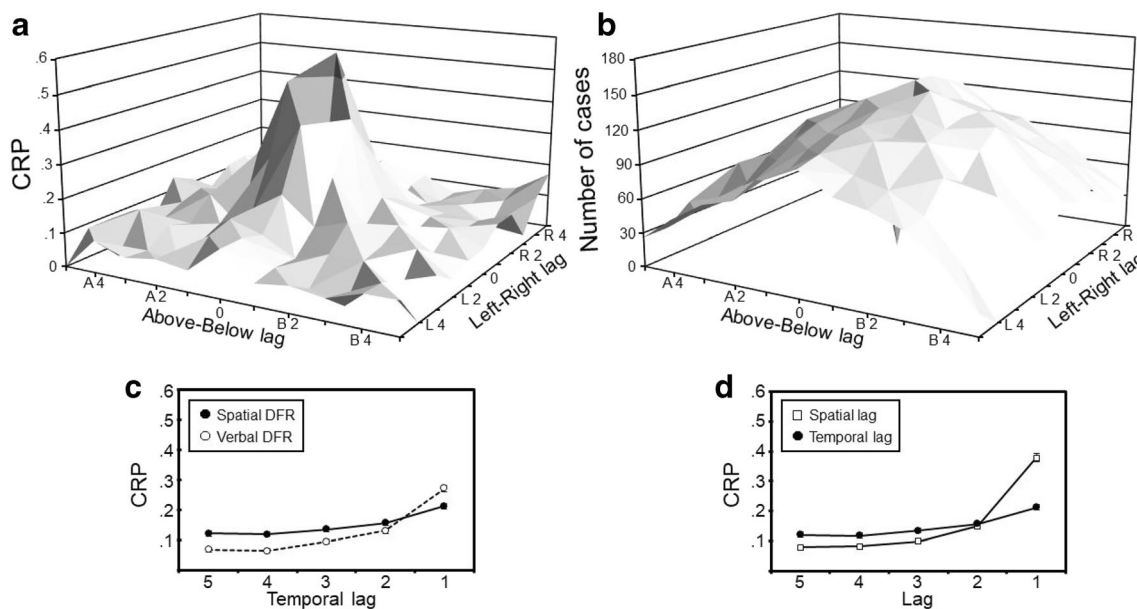 a
.6
.5
.4
.3
.2
.1
0
CRP
A 4
A 2
0
B 2
B 4
Above-Below lag
L 4
L 2
0
R 2
R 4
Left-Right lag
b
180
150
120
90
60
30
0
Number of cases
A 4
A 2
0
B 2
B 4
Above-Below lag
L 4
L 2
0
R 2
R
Left-Right lag
c
.6
.5
.4
.3
.2
.1
CRP
Spatial DFR
Verbal DFR
5 4 3 2 1
Temporal lag
d
.6
.5
.4
.3
.2
.1
CRP
Spatial lag
Temporal lag
5 4 3 2 1
Lag